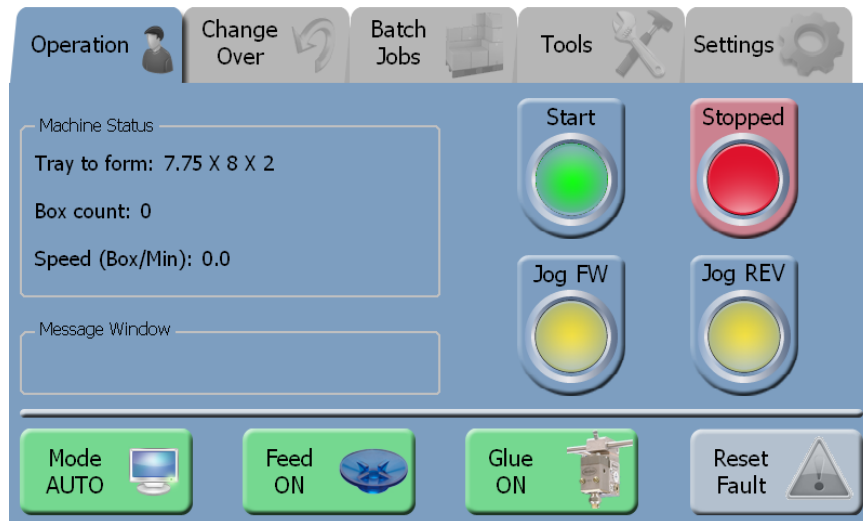 Operation
Change
Over
Batch
Jobs
Tools
Settings
Machine Status
Tray to form: 7.75 X 8 X 2
Box count: 0
Speed (Box/Min): 0.0
Message Window
Start
Stopped
Jog FW
Jog REV
Mode
AUTO
Feed
ON
Glue
ON
Reset
Fault